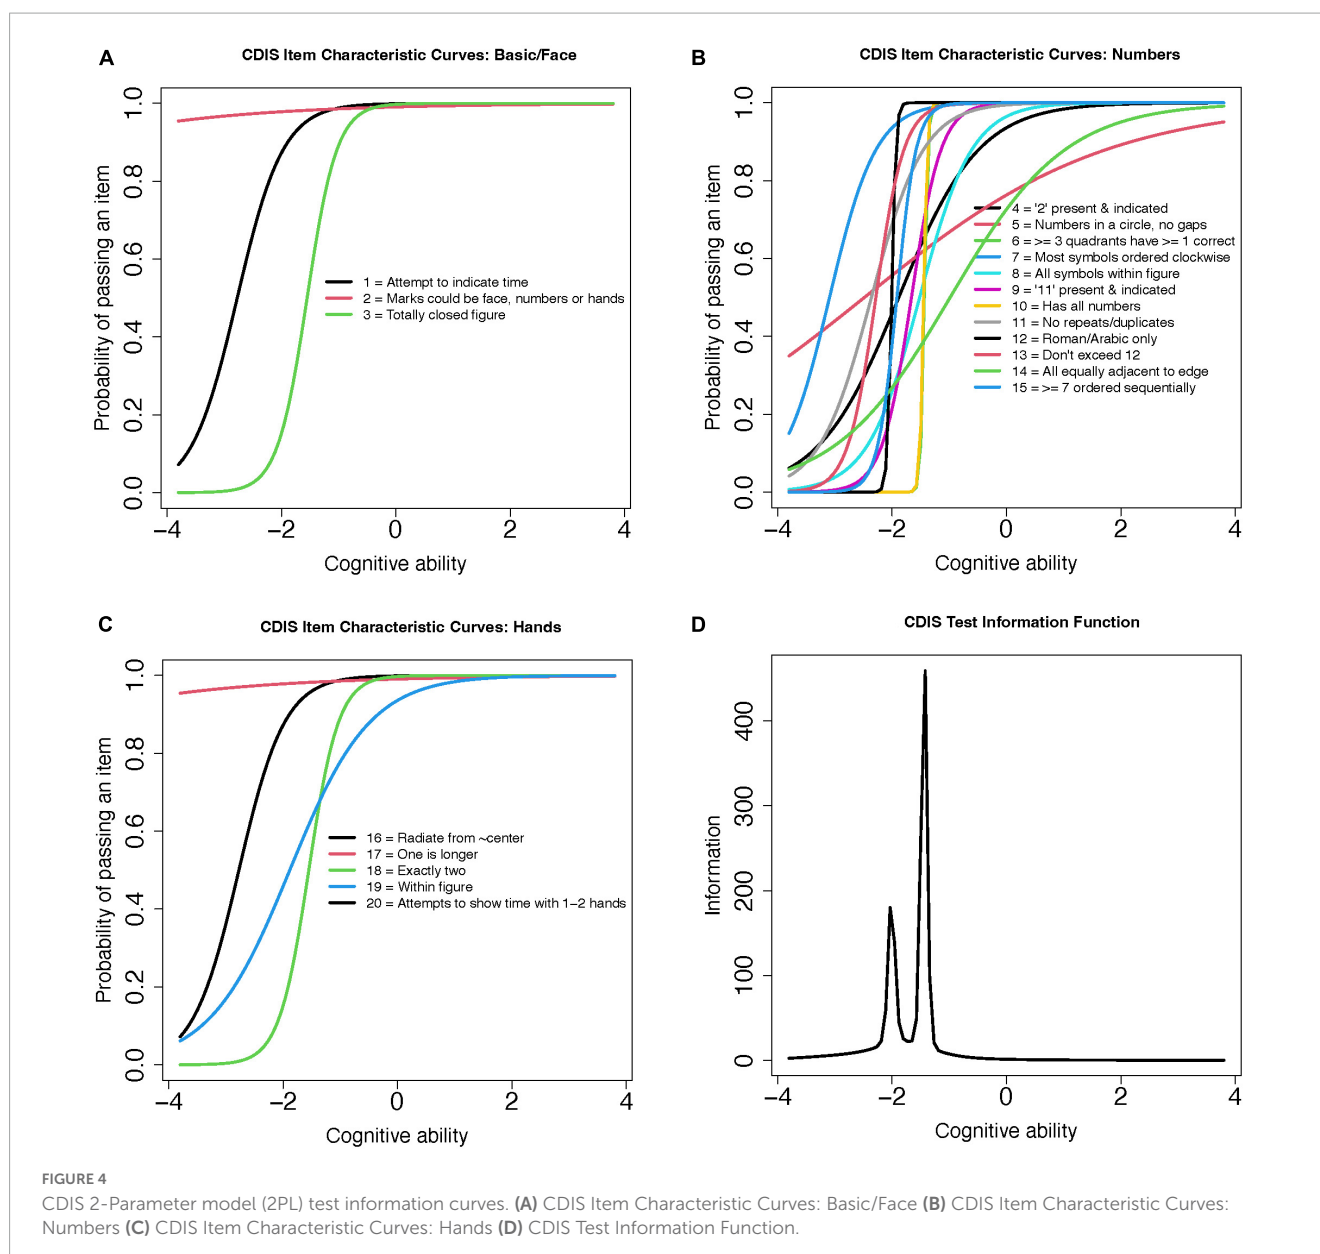 A
CDIS Item Characteristic Curves: Basic/Face
Probability of passing an item
1.0
0.8
0.6
0.4
0.2
0.0
1 = Attempt to indicate time
2 = Marks could be face, numbers or hands
3 = Totally closed figure
−4 −2 0 2 4
Cognitive ability
B
CDIS Item Characteristic Curves: Numbers
Probability of passing an item
1.0
0.8
0.6
0.4
0.2
0.0
4 = '2' present & indicated
5 = Numbers in a circle, no gaps
6 = >= 3 quadrants have >= 1 correct
7 = Most symbols ordered clockwise
8 = All symbols within figure
9 = '11' present & indicated
10 = Has all numbers
11 = No repeats/duplicates
12 = Roman/Arabic only
13 = Don't exceed 12
14 = All equally adjacent to edge
15 = >= 7 ordered sequentially
−4 −2 0 2 4
Cognitive ability
C
CDIS Item Characteristic Curves: Hands
Probability of passing an item
1.0
0.8
0.6
0.4
0.2
0.0
16 = Radiate from ~center
17 = One is longer
18 = Exactly two
19 = Within figure
20 = Attempts to show time with 1−2 hands
−4 −2 0 2 4
Cognitive ability
D
CDIS Test Information Function
Information
400
300
200
100
0
−4 −2 0 2 4
Cognitive ability
FIGURE 4
CDIS 2-Parameter model (2PL) test information curves. (A) CDIS Item Characteristic Curves: Basic/Face (B) CDIS Item Characteristic Curves:
Numbers (C) CDIS Item Characteristic Curves: Hands (D) CDIS Test Information Function.